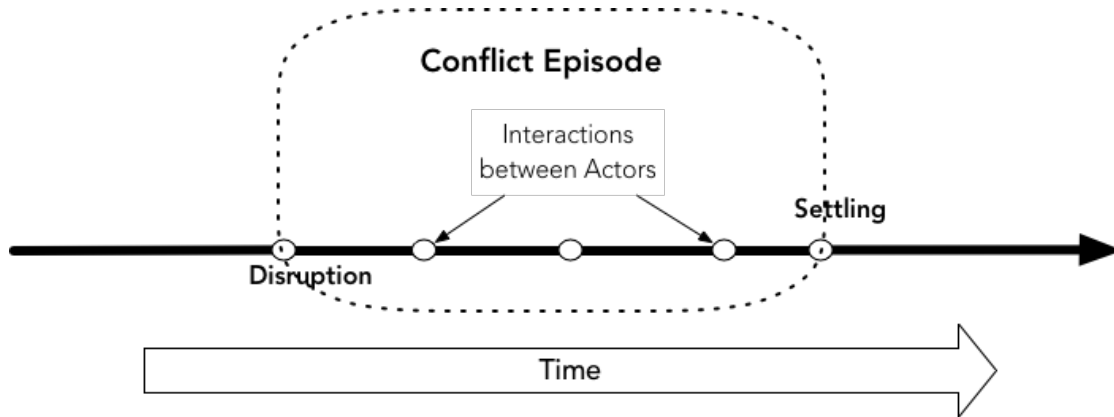 Conflict Episode
Interactions
between Actors
Settling
Disruption
Time